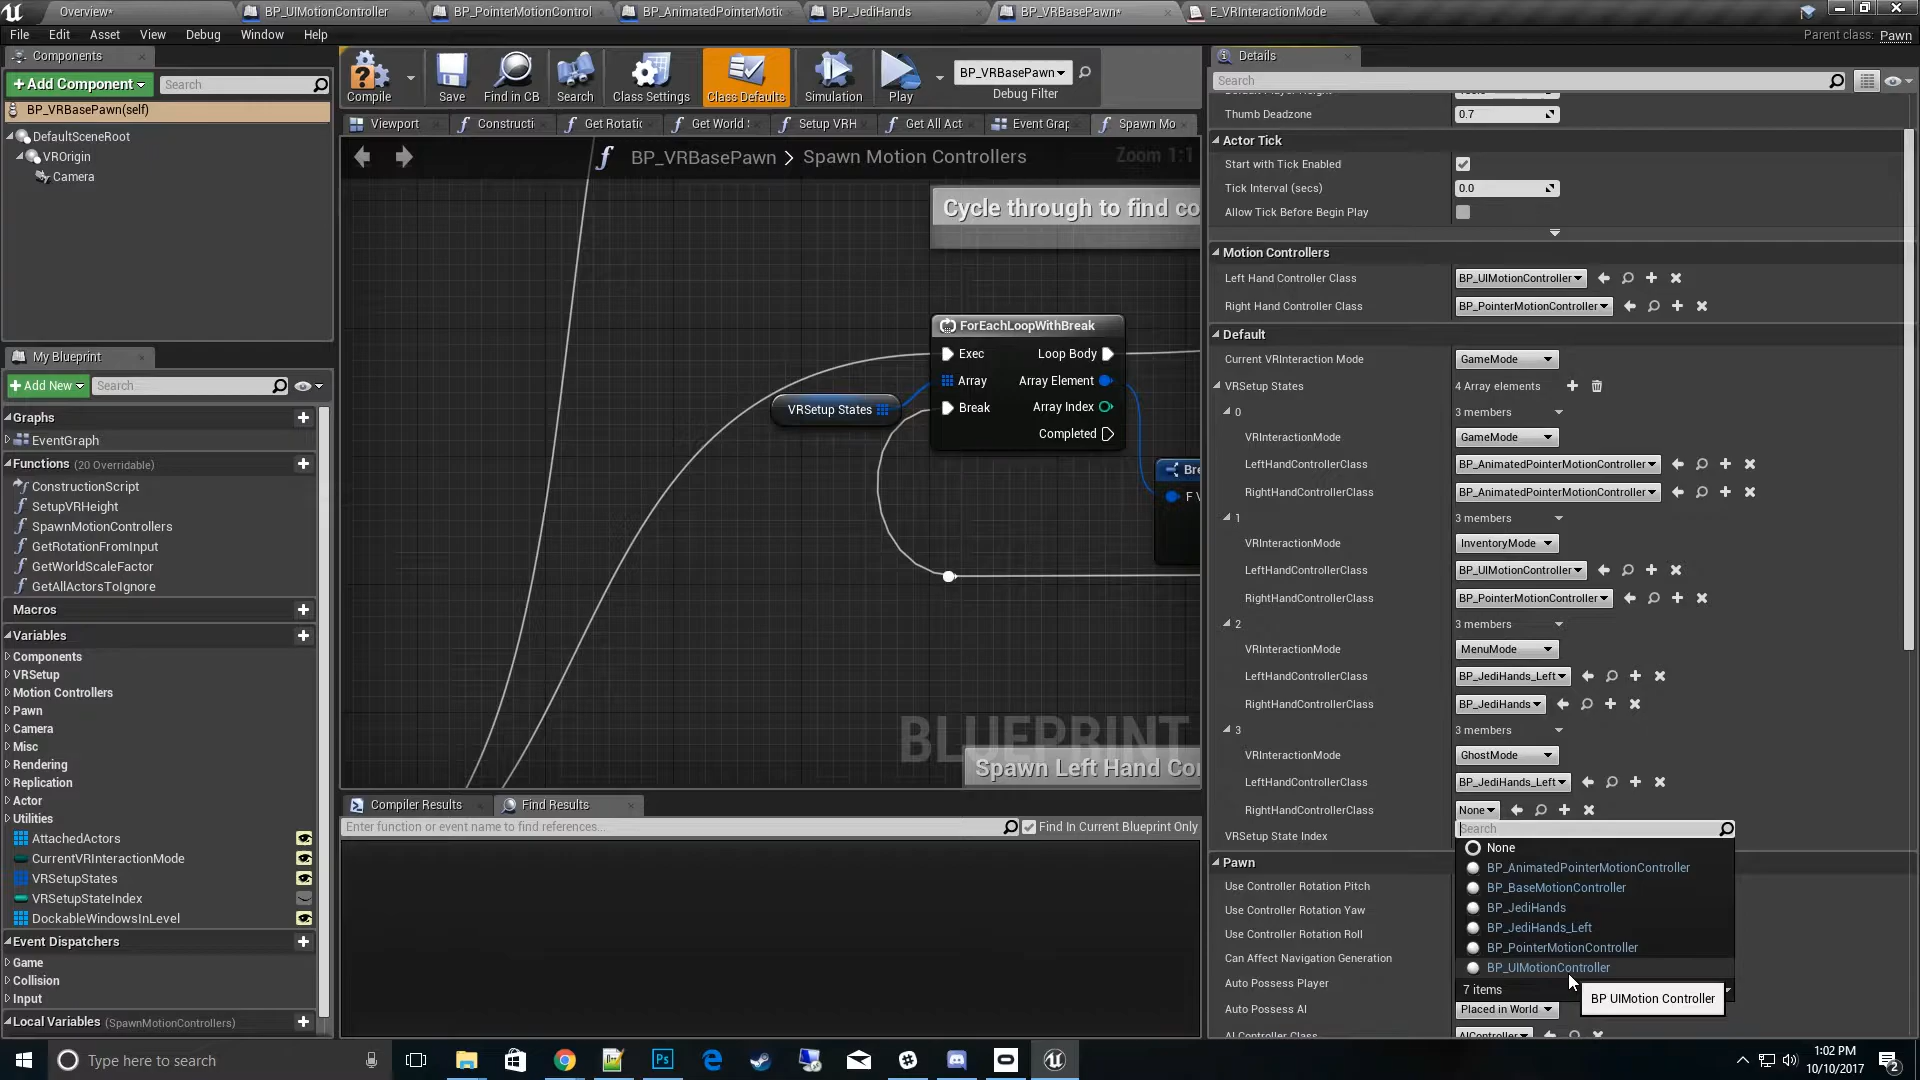 Overview*
BP_UIMotionController
BP_PointerMotionControl
BP_AnimatedPointerMotic
BP_JediHands
BP_VRBasePawn*
E_VRInteractionMode
File Edit Asset View Debug Window Help
Parent class: Pawn
Components
+ Add Component
Search
BP_VRBasePawn(self)
DefaultSceneRoot
VROrigin
Camera
My Blueprint
+ Add New
Search
Graphs
EventGraph
Functions (20 Overridable)
ConstructionScript
SetupVRHeight
SpawnMotionControllers
GetRotationFromInput
GetWorldScaleFactor
GetAllActorsToIgnore
Macros
Variables
Components
VRSetup
Motion Controllers
Pawn
Camera
Misc
Rendering
Replication
Actor
Utilities
AttachedActors
CurrentVRInteractionMode
VRSetupStates
VRSetupStateIndex
DockableWindowsInLevel
Event Dispatchers
Game
Collision
Input
Local Variables (SpawnMotionControllers)
Compile
Save
Find in CB
Search
Class Settings
Class Defaults
Simulation
Play
BP_VRBasePawn
Debug Filter
Viewport
Constructi
Get Rotatic
Get World
Setup VRH
Get All Act
Event Grap
Spawn Mo
BP_VRBasePawn > Spawn Motion Controllers
Zoom 1:1
Cycle through to find co
ForEachLoopWithBreak
Exec Loop Body
Array Array Element
Break Array Index
Completed
VRSetup States
Bre
F V
BLUEPRINT
Spawn Left Hand Co
Compiler Results
Find Results
Enter function or event name to find references...
Find In Current Blueprint Only
Details
Search
Thumb Deadzone 0.7
Actor Tick
Start with Tick Enabled
Tick Interval (secs) 0.0
Allow Tick Before Begin Play
Motion Controllers
Left Hand Controller Class BP_UIMotionController
Right Hand Controller Class BP_PointerMotionController
Default
Current VRInteraction Mode GameMode
VRSetup States 4 Array elements
0 3 members
VRInteractionMode GameMode
LeftHandControllerClass BP_AnimatedPointerMotionController
RightHandControllerClass BP_AnimatedPointerMotionController
1 3 members
VRInteractionMode InventoryMode
LeftHandControllerClass BP_UIMotionController
RightHandControllerClass BP_PointerMotionController
2 3 members
VRInteractionMode MenuMode
LeftHandControllerClass BP_JediHands_Left
RightHandControllerClass BP_JediHands
3 3 members
VRInteractionMode GhostMode
LeftHandControllerClass BP_JediHands_Left
RightHandControllerClass None
VRSetup State Index
Search
None
BP_AnimatedPointerMotionController
BP_BaseMotionController
BP_JediHands
BP_JediHands_Left
BP_PointerMotionController
BP_UIMotionController
7 items
BP UIMotion Controller
Pawn
Use Controller Rotation Pitch
Use Controller Rotation Yaw
Use Controller Rotation Roll
Can Affect Navigation Generation
Auto Possess Player
Auto Possess AI Placed in World
AI Controller Class AIController
Type here to search
1:02 PM
10/10/2017
2